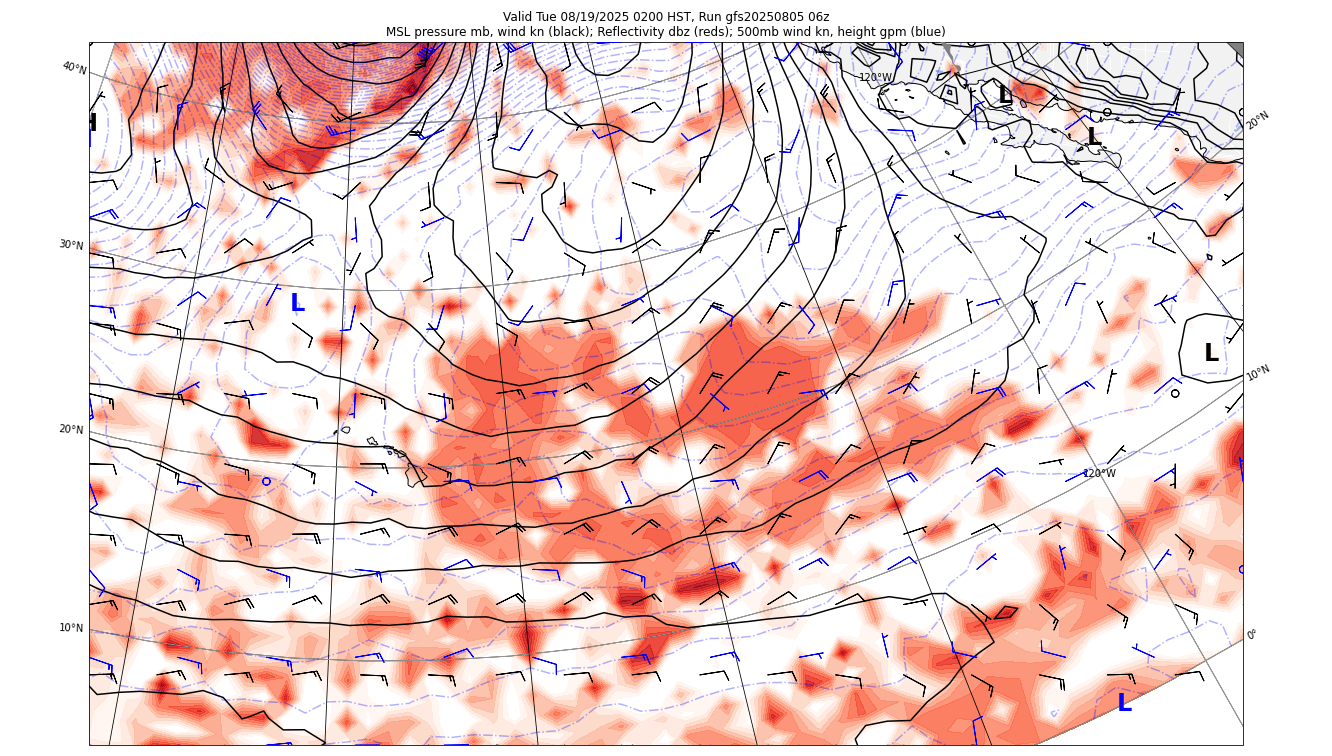 Valid Tue 08/19/2025 0200 HST, Run gfs20250805 06z
MSL pressure mb, wind kn (black); Reflectivity dbz (reds); 500mb wind kn, height gpm (blue)
40°N
120°W
L
20°N
H
L
30°N
L
L
10°N
20°N
120°W
10°N
0°
L